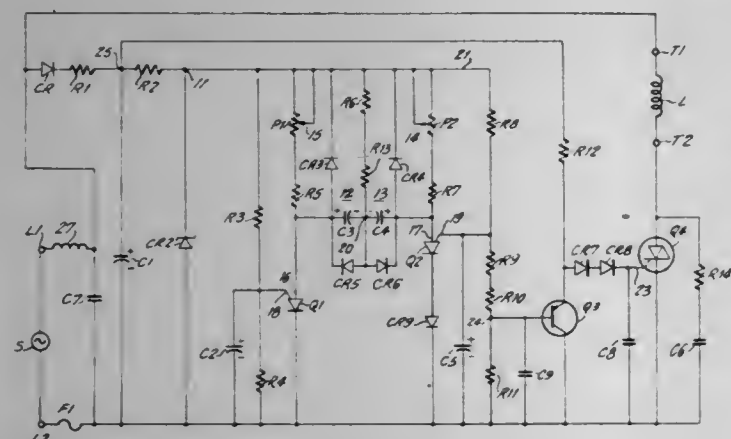 25
21
T1
CR
R1
R2
11
R6
P1
15
14
P2
R8
L
CR3
R13
CR4
R12
T2
R5
12
13
R7
L1
27
R3
C3
C4
17
19
Q4
CR2
20
Q2
CR7
CR8
C1
16
CR5
CR6
R9
23
R14
C7
18
Q1
R10
Q3
S
C2
CR9
24
C8
C6
R4
C5
C9
F1
R11
L2